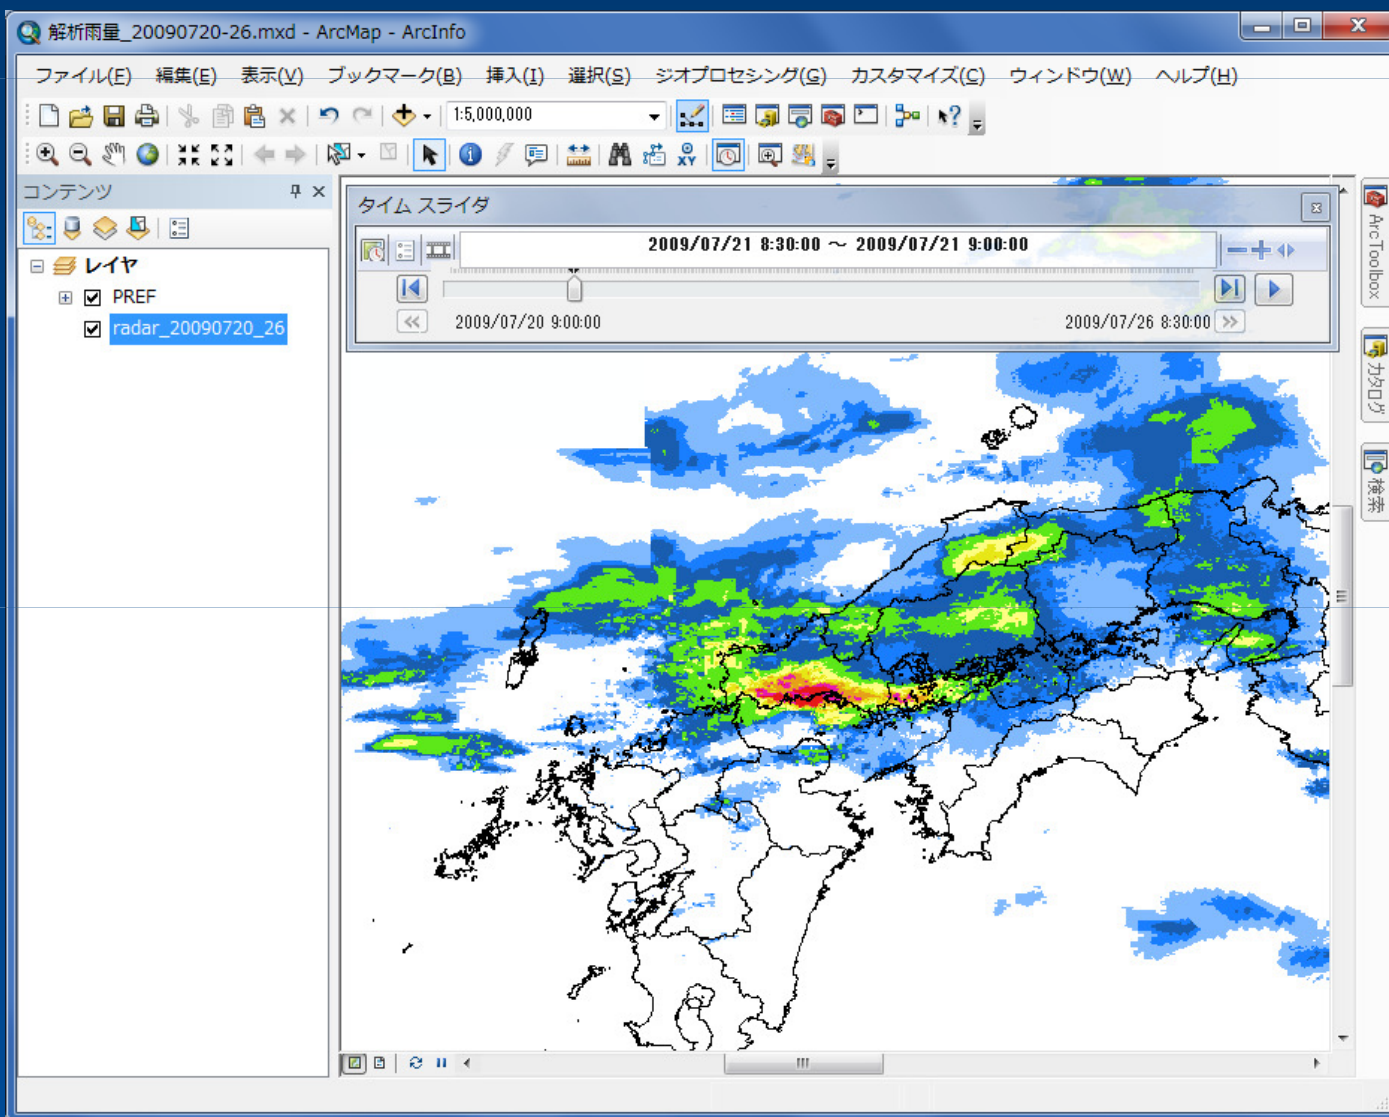 解析雨量_20090720-26.mxd - ArcMap - ArcInfo
ファイル(F) 編集(E) 表示(V) ブックマーク(B) 挿入(I) 選択(S) ジオプロセシング(G) カスタマイズ(C) ウィンドウ(W) ヘルプ(H)
1:5,000,000
XY
コンテンツ
レイヤ
PREF
radar_20090720_26
タイム スライダ
2009/07/21 8:30:00 ～ 2009/07/21 9:00:00
2009/07/20 9:00:00
2009/07/26 8:30:00
ArcToolbox
カタログ
検索